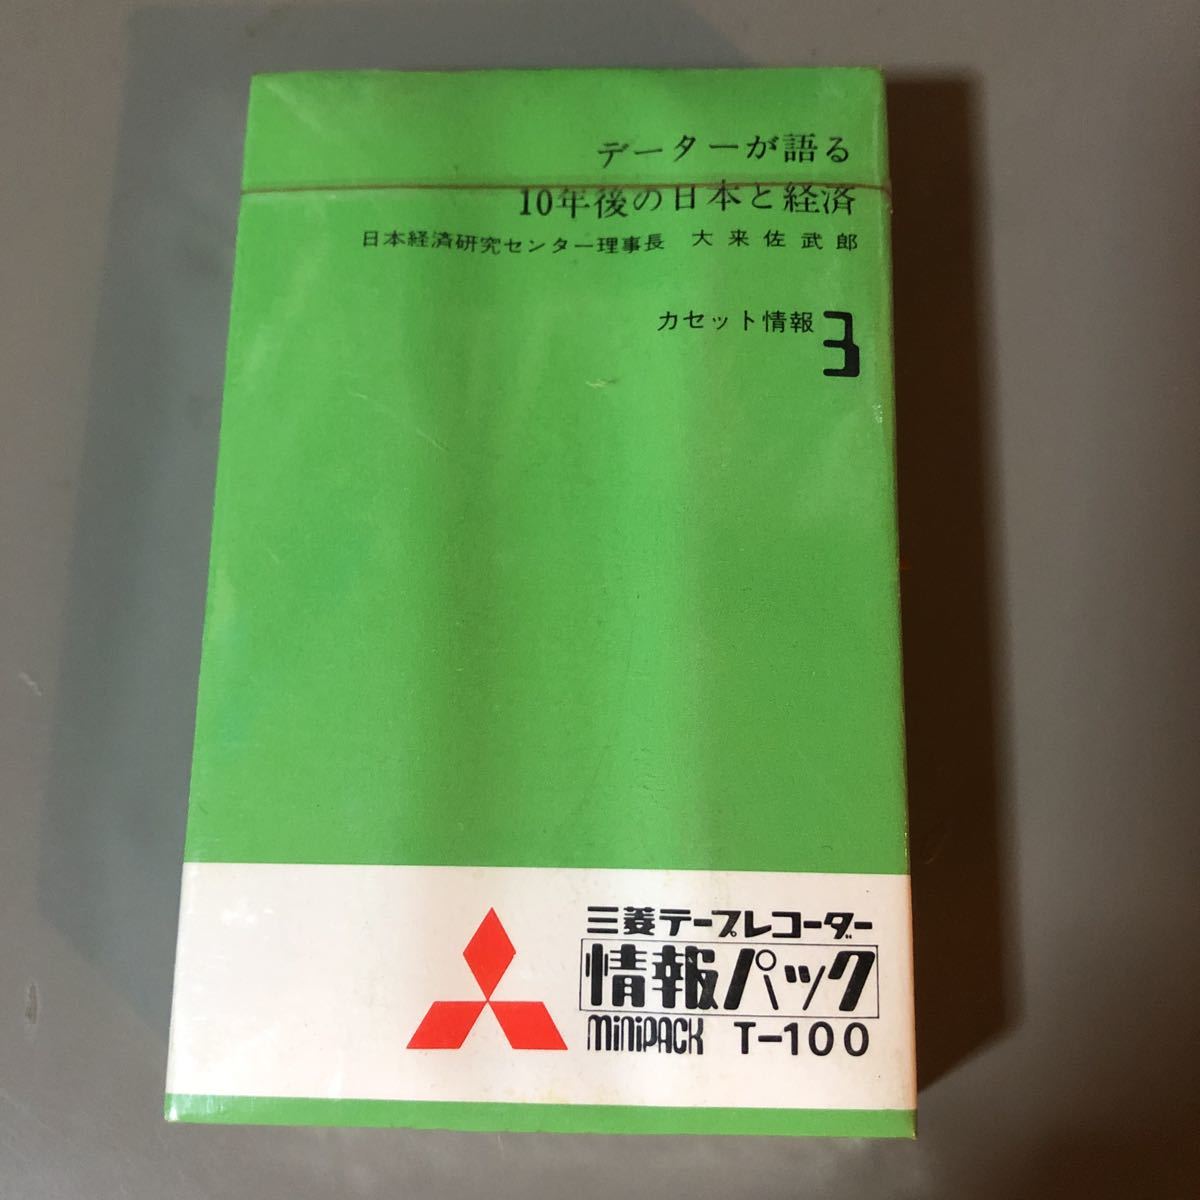 データーが語る
10年後の日本と経済
日本経済研究センター理事長 大来佐武郎
カセット情報 3
三菱テープレコーダー
情報パック
MiNiPACK T-100